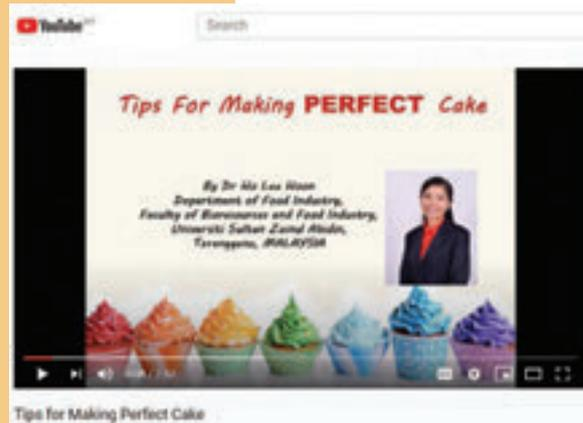 YouTube
Search
Tips For Making PERFECT Cake
By Dr Ho Lee Hoon
Department of Food Industry,
Faculty of Bioresources and Food Industry,
Universiti Sultan Zainal Abidin,
Terengganu, MALAYSIA
Tips for Making Perfect Cake